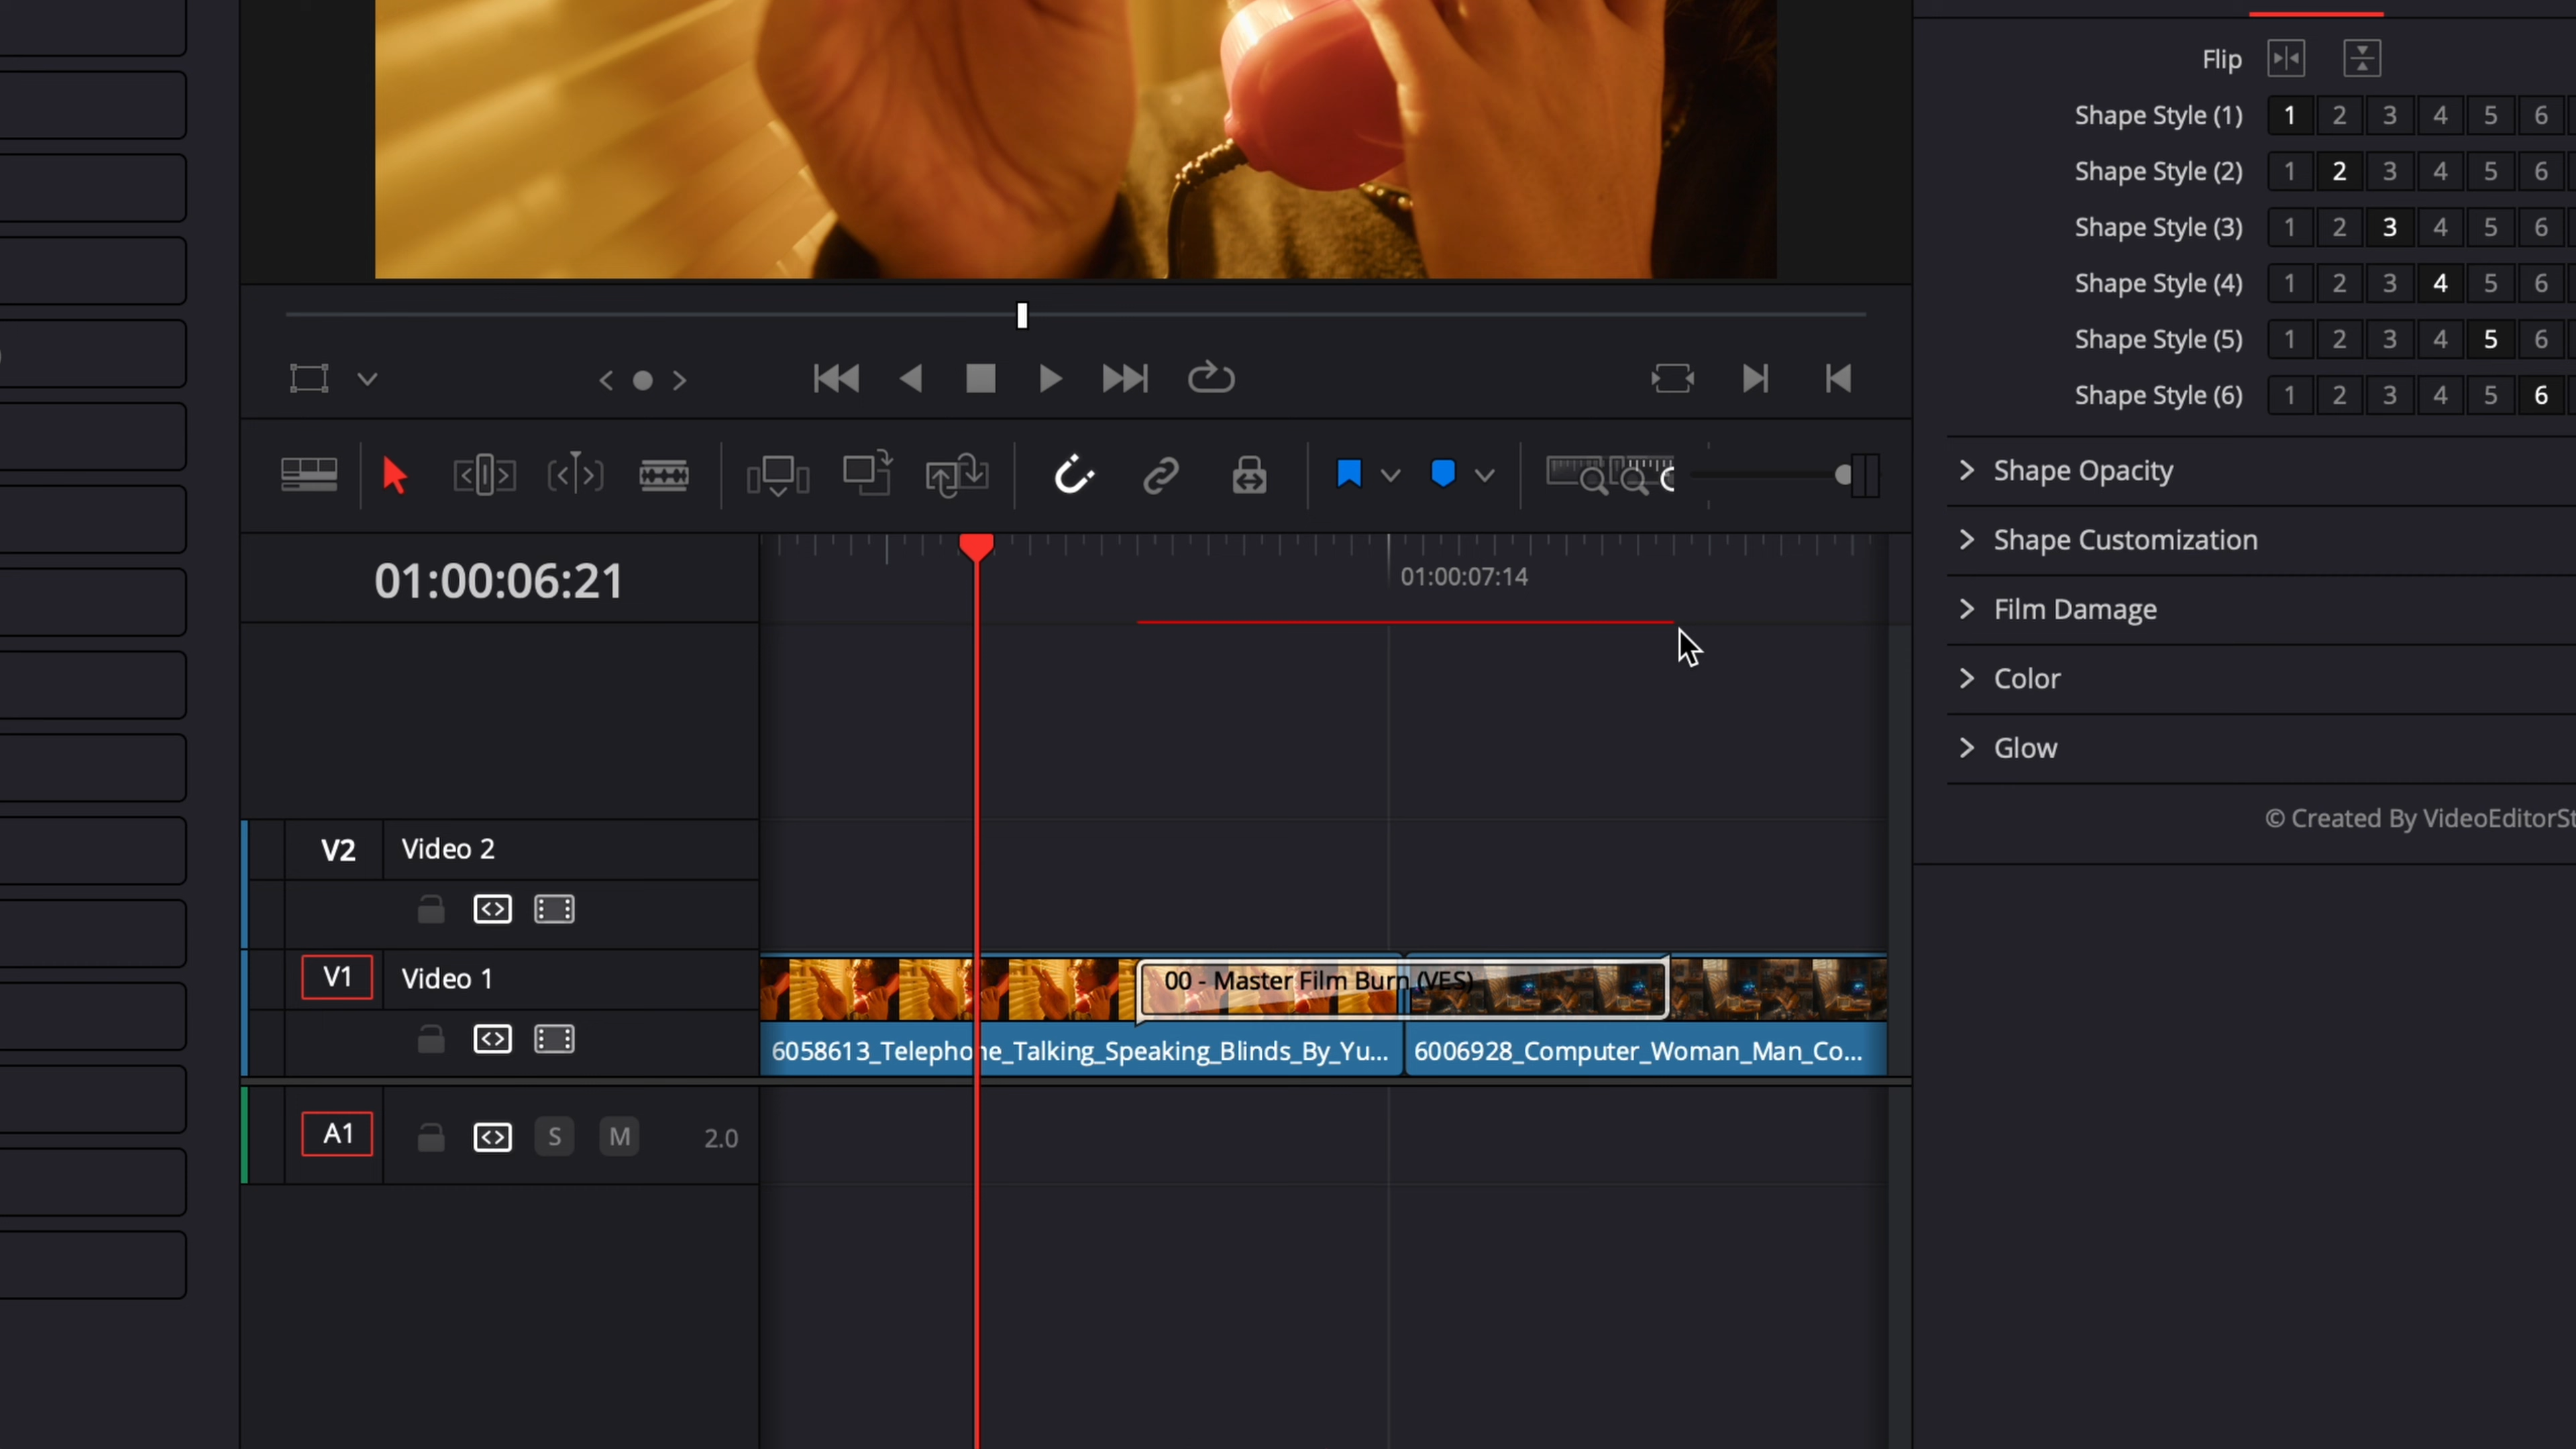 Flip
Shape Style (1) 1 2 3 4 5 6
Shape Style (2) 1 2 3 4 5 6
Shape Style (3) 1 2 3 4 5 6
Shape Style (4) 1 2 3 4 5 6
Shape Style (5) 1 2 3 4 5 6
Shape Style (6) 1 2 3 4 5 6
Shape Opacity
Shape Customization
Film Damage
Color
Glow
© Created By VideoEditorSt
01:00:06:21
01:00:07:14
V2 Video 2
V1 Video 1
00 - Master Film Burn (VES)
6058613_Telephone_Talking_Speaking_Blinds_By_Yu...
6006928_Computer_Woman_Man_Co...
A1 S M 2.0